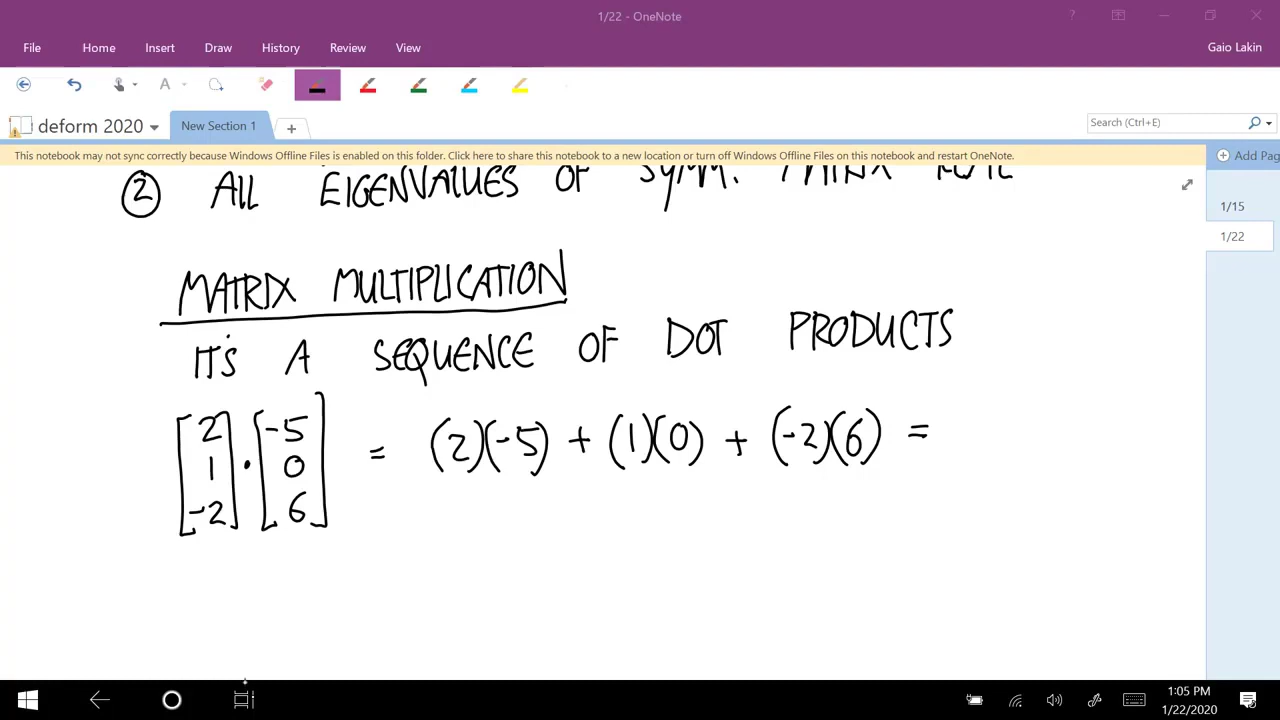 1/22 - OneNote
?
File Home Insert Draw History Review View
Gaio Lakin
A
deform 2020
New Section 1
+
Search (Ctrl+E)
This notebook may not sync correctly because Windows Offline Files is enabled on this folder. Click here to share this notebook to a new location or turn off Windows Offline Files on this notebook and restart OneNote.
Add Pag
1/15
1/22
② ALL EIGENVALUES OF SYMM. MATRIX REAL
MATRIX MULTIPLICATION
IT'S A SEQUENCE OF DOT PRODUCTS
[2 1 -2] · [-5 0 6] = (2)(-5) + (1)(0) + (-2)(6) =
1:05 PM
1/22/2020